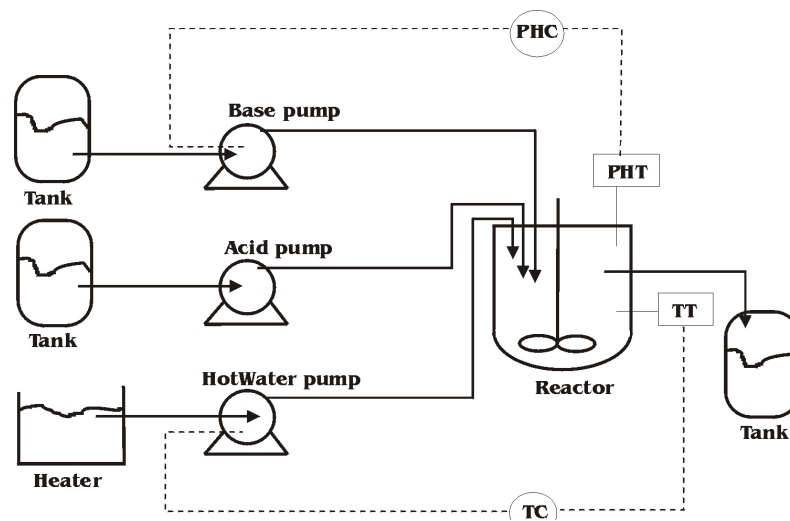 PHC
Base pump
Tank
PHT
Acid pump
Tank
TT
HotWater pump
Reactor
Tank
Heater
TC